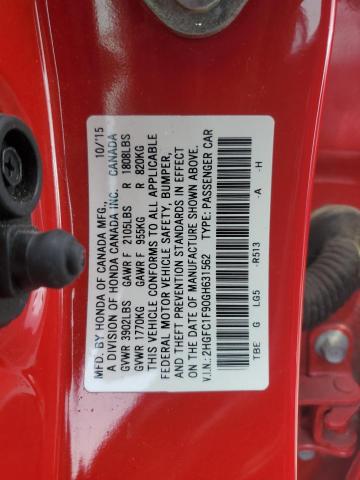 MFD. BY HONDA OF CANADA MFG. 10/'15
A DIVISION OF HONDA CANADA INC. CANADA
GVWR 3902LBS GAWR F 2105LBS R 1808LBS
GVWR 1770KG GAWR F 955KG R 820KG
THIS VEHICLE CONFORMS TO ALL APPLICABLE
FEDERAL MOTOR VEHICLE SAFETY, BUMPER,
AND THEFT PREVENTION STANDARDS IN EFFECT
ON THE DATE OF MANUFACTURE SHOWN ABOVE.
V.I.N.: 2HGFC1F90GH631562 TYPE: PASSENGER CAR
TBE G LG5 -R513 -A -H